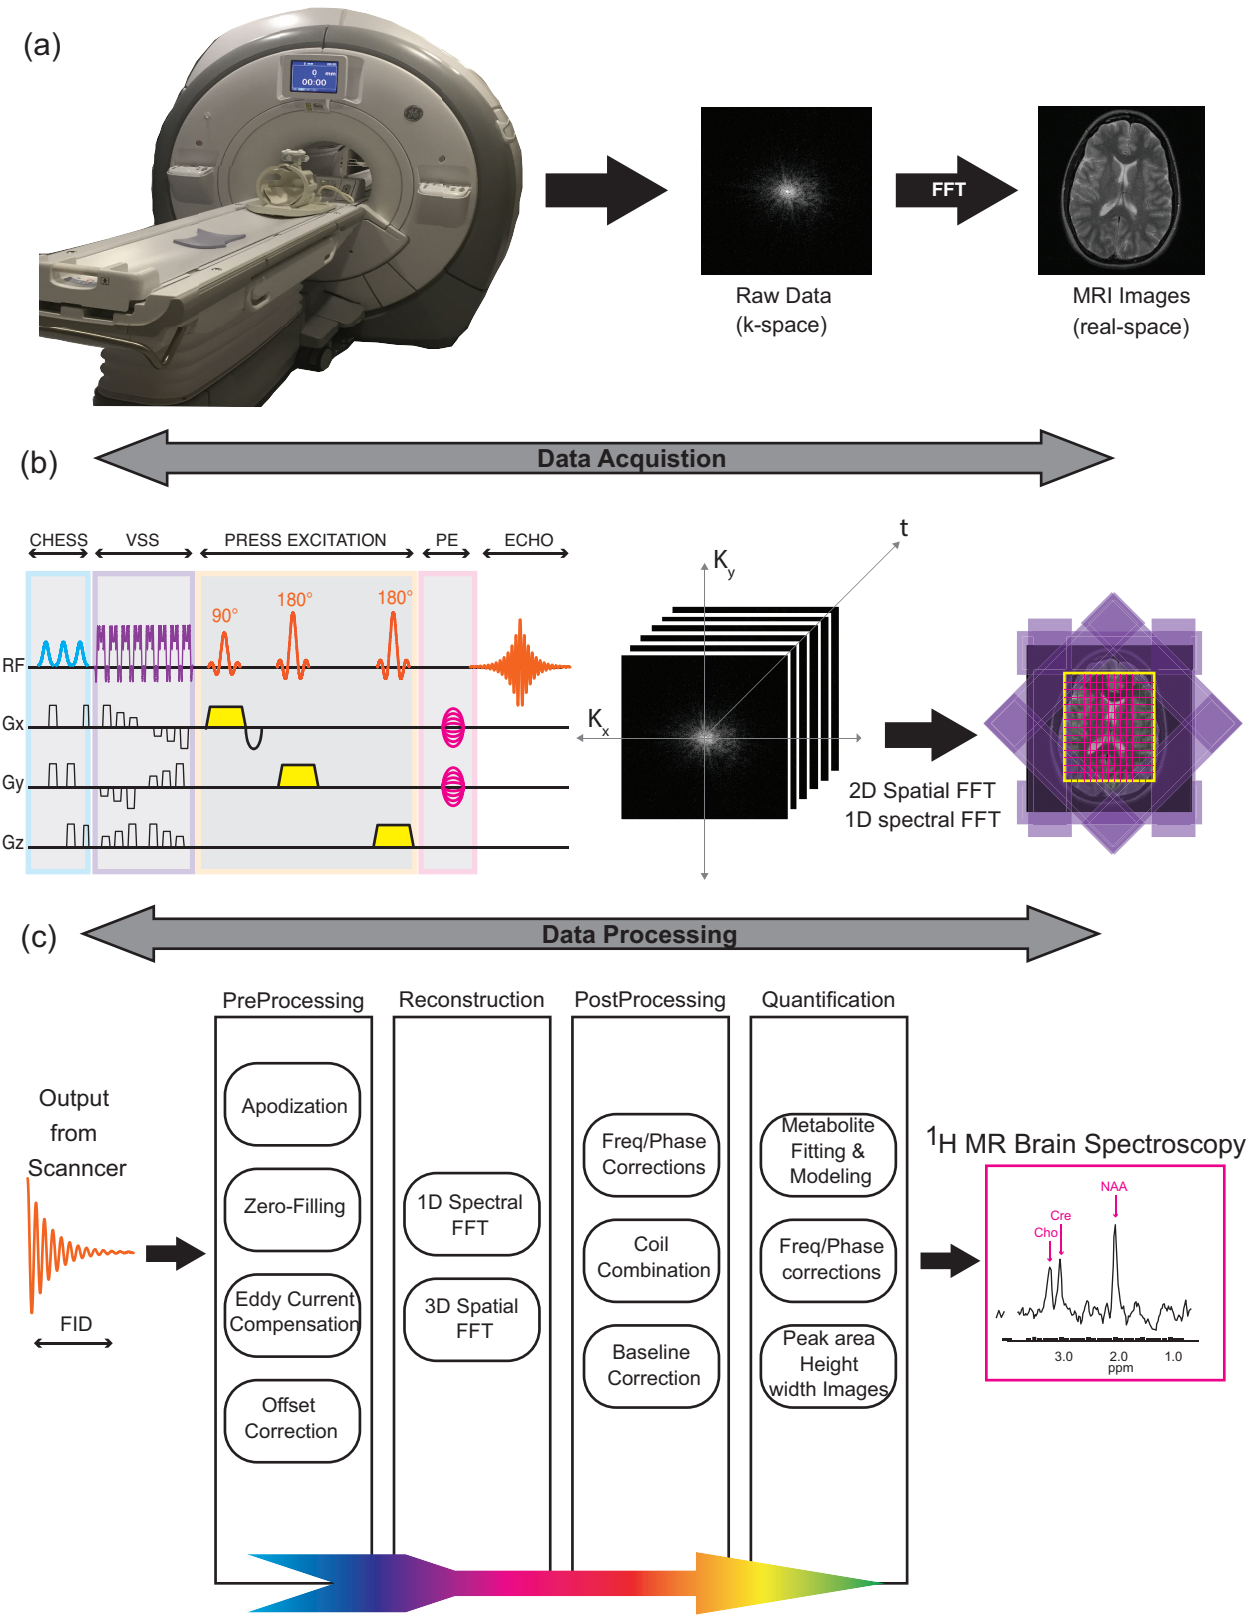 (a)
0 mm
00:00
FFT
Raw Data
(k-space)
MRI Images
(real-space)
(b)
Data Acquistion
CHESS
VSS
PRESS EXCITATION
PE
ECHO
90°
180°
180°
RF
Gx
Gy
Gz
t
Ky
Kx
2D Spatial FFT
1D spectral FFT
(c)
Data Processing
PreProcessing
Reconstruction
PostProcessing
Quantification
Output
from
Scanncer
FID
Apodization
Zero-Filling
Eddy Current
Compensation
Offset
Correction
1D Spectral
FFT
3D Spatial
FFT
Freq/Phase
Corrections
Coil
Combination
Baseline
Correction
Metabolite
Fitting &
Modeling
Freq/Phase
corrections
Peak area
Height
width Images
1H MR Brain Spectroscopy
NAA
Cre
Cho
3.0
2.0
1.0
ppm